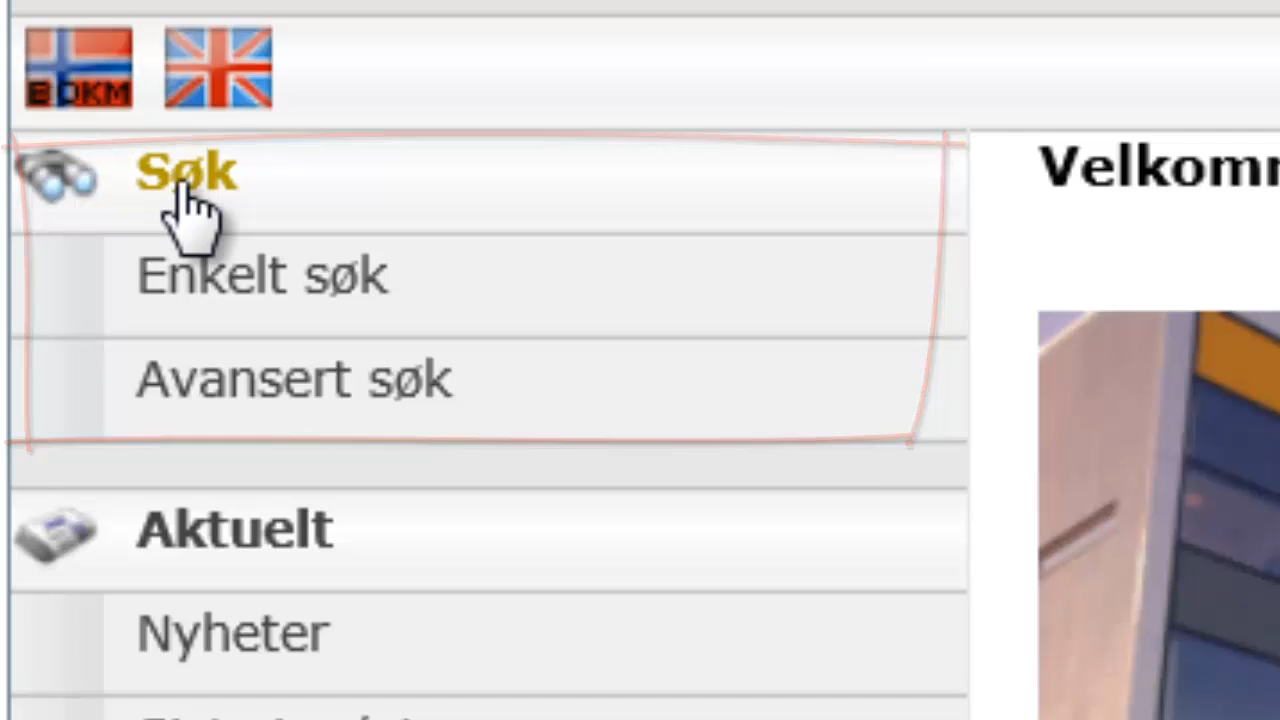 BOKM
Søk
Enkelt søk
Avansert søk
Aktuelt
Nyheter